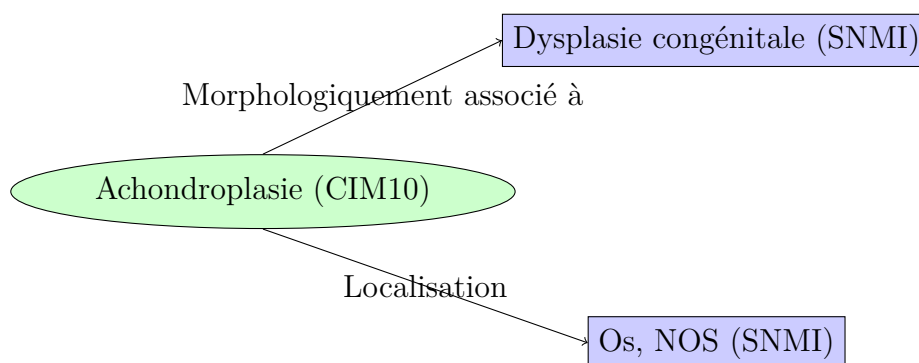 Dysplasie congénitale (SNMI)
Morphologiquement associé à
Achondroplasie (CIM10)
Localisation
Os, NOS (SNMI)